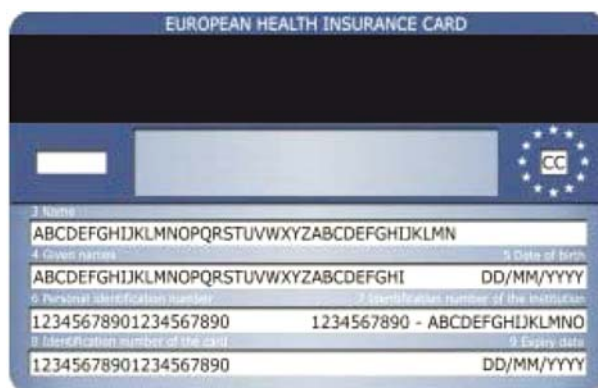 EUROPEAN HEALTH INSURANCE CARD
CC
3 Name
ABCDEFGHIJKLMNOPQRSTUVWXYZABCDEFGHIJKLMN
4 Given names 5 Date of birth
ABCDEFGHIJKLMNOPQRSTUVWXYZABCDEFGHI DD/MM/YYYY
6 Personal identification number 7 Identification number of the institution
12345678901234567890 1234567890 - ABCDEFGHIJKLMNO
8 Identification number of the card 9 Expiry date
12345678901234567890 DD/MM/YYYY